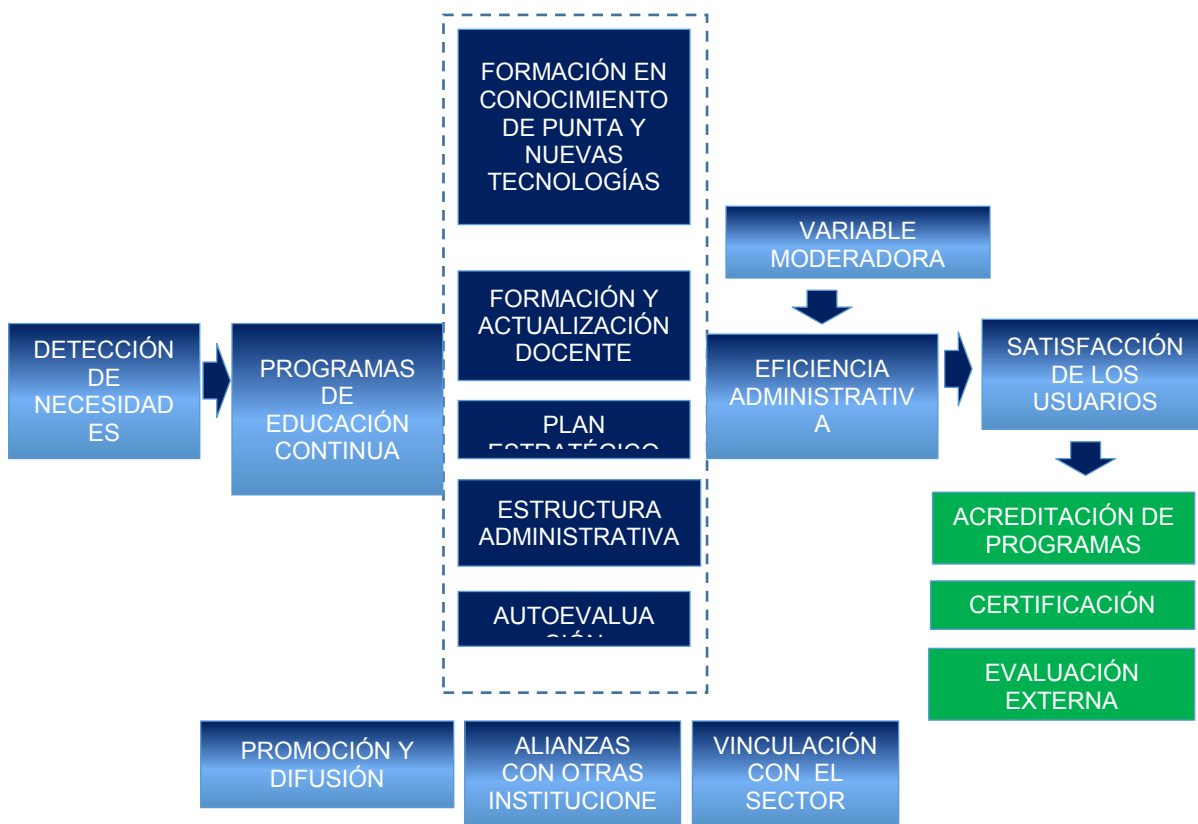 FORMACIÓN EN
CONOCIMIENTO
DE PUNTA Y
NUEVAS
TECNOLOGÍAS
VARIABLE
MODERADORA
FORMACIÓN Y
ACTUALIZACIÓN
DOCENTE
DETECCIÓN
DE
NECESIDAD
ES
PROGRAMAS
DE
EDUCACIÓN
CONTINUA
EFICIENCIA
ADMINISTRATIV
A
SATISFACCIÓN
DE LOS
USUARIOS
PLAN
ESTRATÉGICO
ESTRUCTURA
ADMINISTRATIVA
AUTOEVALUA
CIÓN
ACREDITACIÓN DE
PROGRAMAS
CERTIFICACIÓN
EVALUACIÓN
EXTERNA
PROMOCIÓN Y
DIFUSIÓN
ALIANZAS
CON OTRAS
INSTITUCIONE
VINCULACIÓN
CON EL
SECTOR